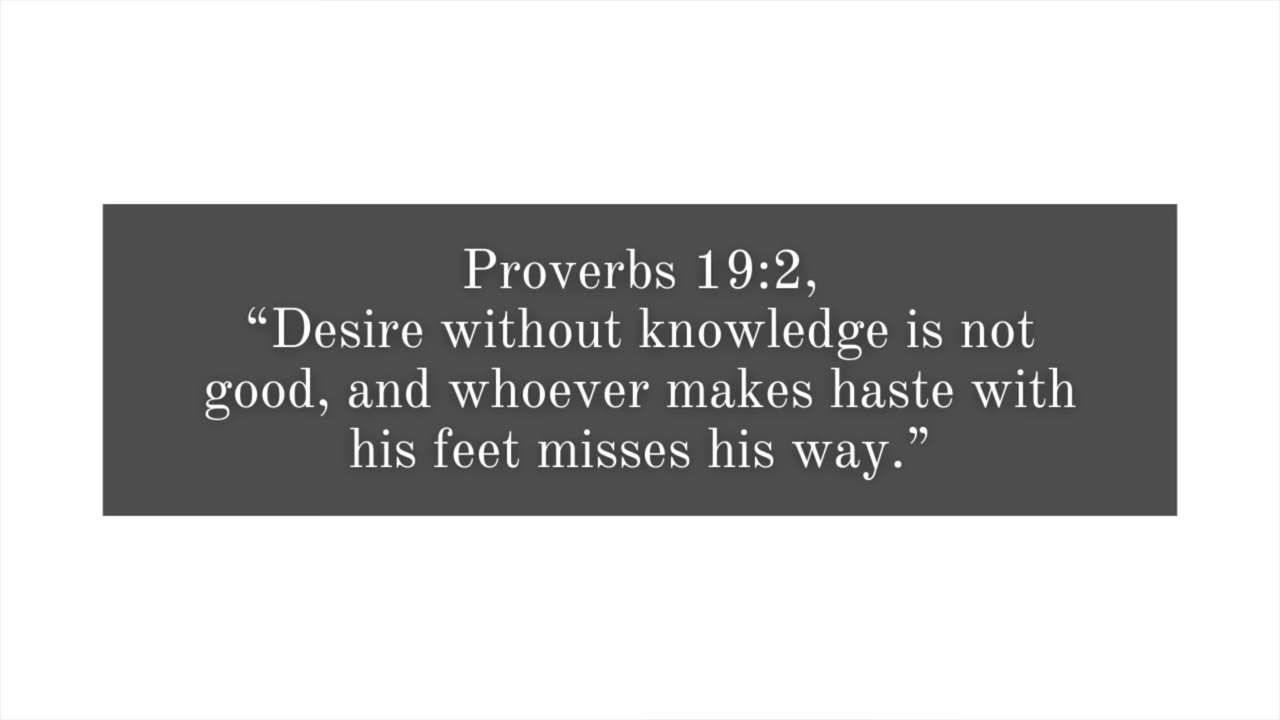 Proverbs 19:2,
“Desire without knowledge is not
good, and whoever makes haste with
his feet misses his way.”